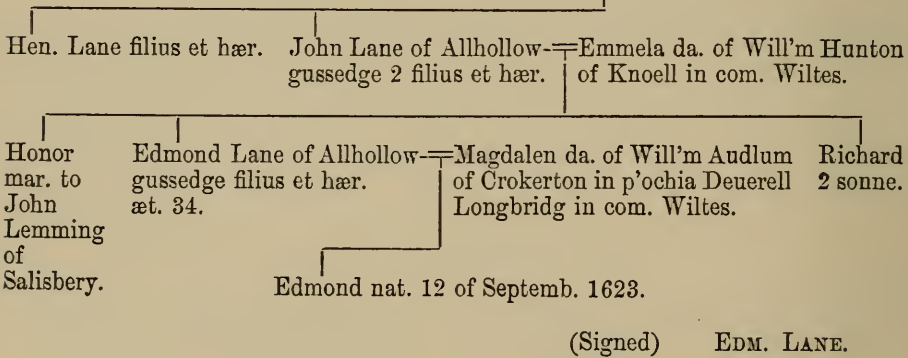 Hen. Lane filius et hær.
John Lane of Allhollow-
gussedge 2 filius et hær.
Emmela da. of Will'm Hunton
of Knoell in com. Wiltes.
Honor
mar. to
John
Lemming
of
Salisbery.
Edmond Lane of Allhollow-
gussedge filius et hær.
æt. 34.
Magdalen da. of Will'm Audlum
of Crokerton in p'ochia Deuerell
Longbridg in com. Wiltes.
Richard
2 sonne.
Edmond nat. 12 of Septemb. 1623.
(Signed) EDM. LANE.